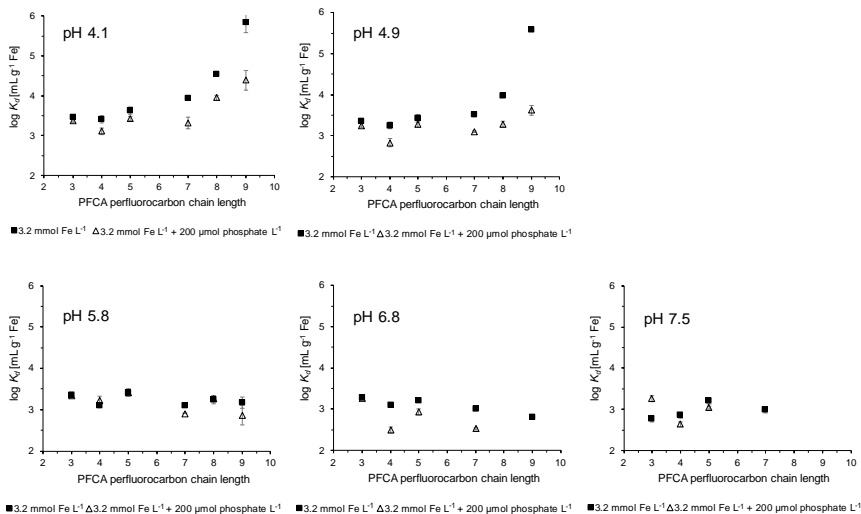 pH 4.1
log Kd [mL g-1 Fe]
6
5
4
3
2
2 3 4 5 6 7 8 9 10
PFCA perfluorocarbon chain length
■3.2 mmol Fe L-1 △3.2 mmol Fe L-1 + 200 µmol phosphate L-1
pH 4.9
log Kd [mL g-1 Fe]
6
5
4
3
2
2 3 4 5 6 7 8 9 10
PFCA perfluorocarbon chain length
■3.2 mmol Fe L-1 △3.2 mmol Fe L-1 + 200 µmol phosphate L-1
pH 5.8
log Kd [mL g-1 Fe]
6
5
4
3
2
2 3 4 5 6 7 8 9 10
PFCA perfluorocarbon chain length
■3.2 mmol Fe L-1 △3.2 mmol Fe L-1 + 200 µmol phosphate L-1
pH 6.8
log Kd [mL g-1 Fe]
6
5
4
3
2
2 3 4 5 6 7 8 9 10
PFCA perfluorocarbon chain length
■3.2 mmol Fe L-1 △3.2 mmol Fe L-1 + 200 µmol phosphate L-1
pH 7.5
log Kd [mL g-1 Fe]
6
5
4
3
2
2 3 4 5 6 7 8 9 10
PFCA perfluorocarbon chain length
■3.2 mmol Fe L-1 △3.2 mmol Fe L-1 + 200 µmol phosphate L-1